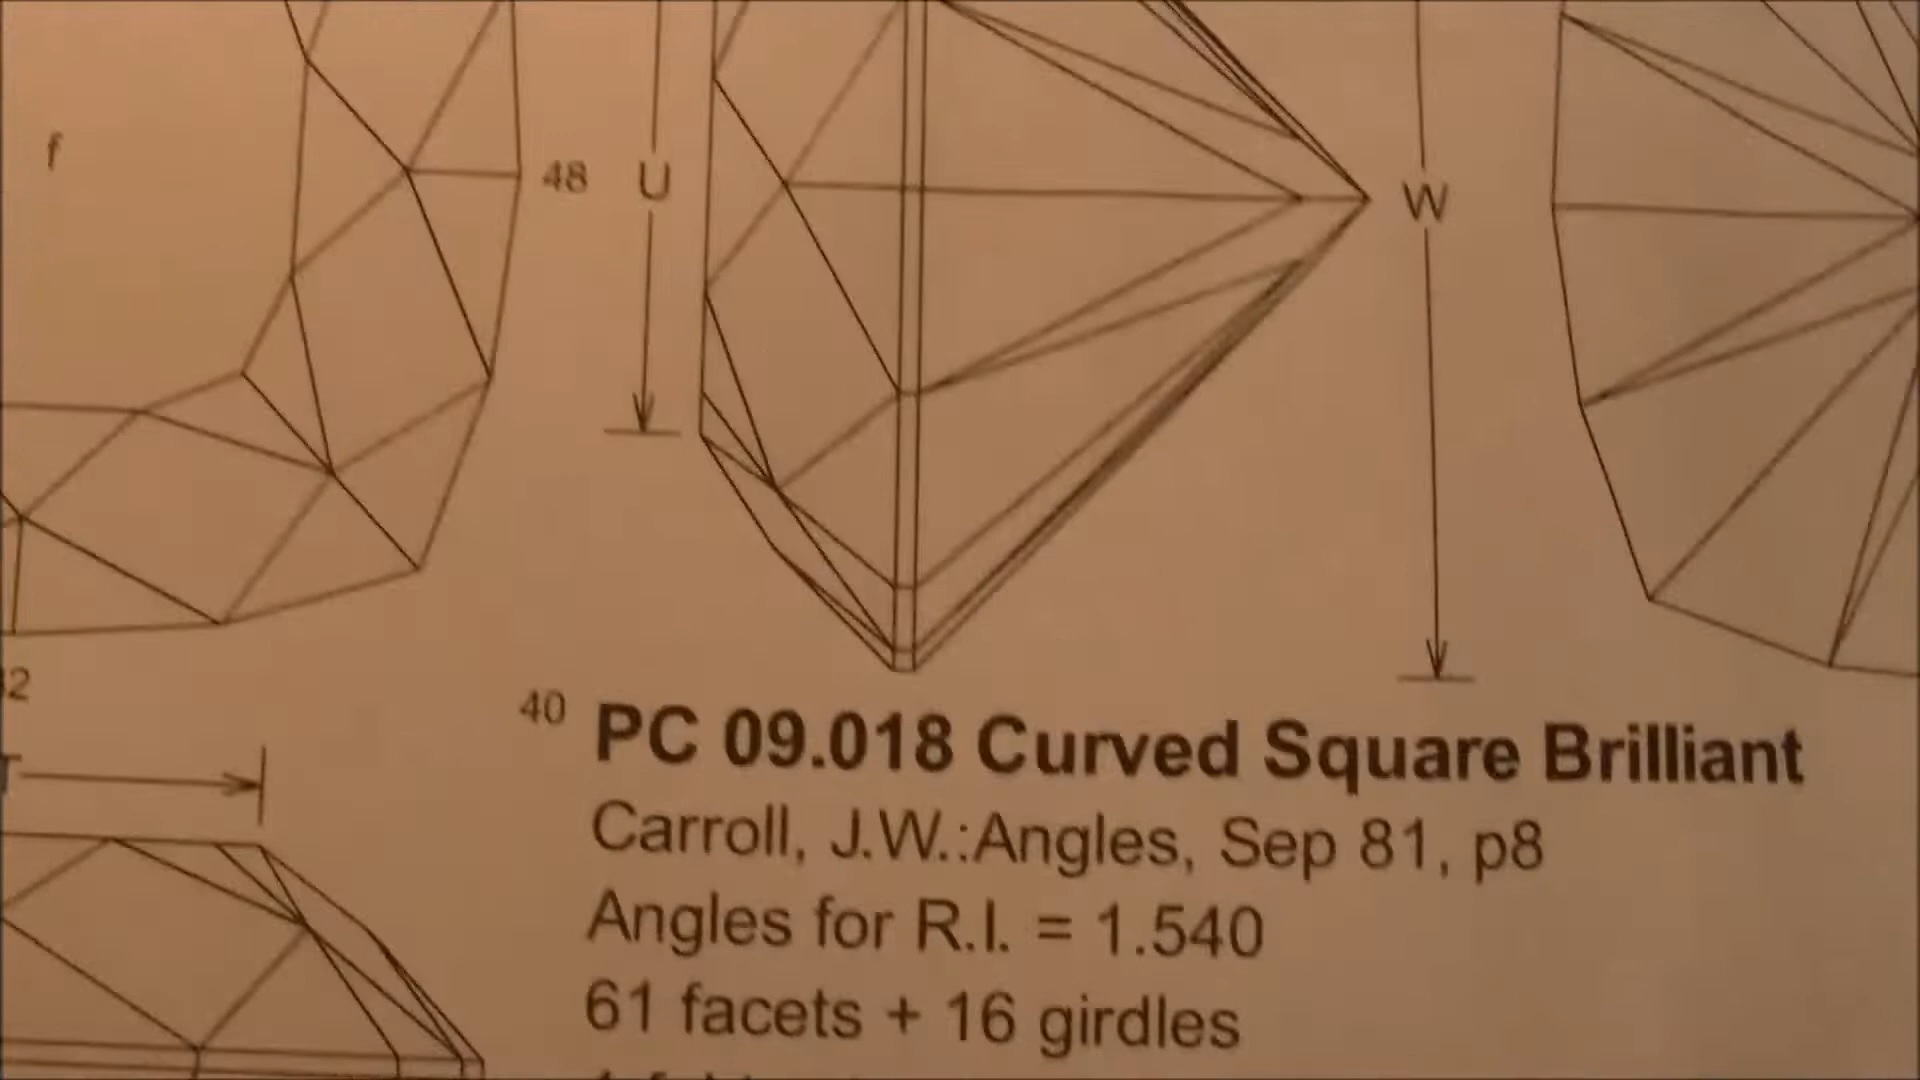 f
48
U
W
40
PC 09.018 Curved Square Brilliant
Carroll, J.W.:Angles, Sep 81, p8
Angles for R.I. = 1.540
61 facets + 16 girdles